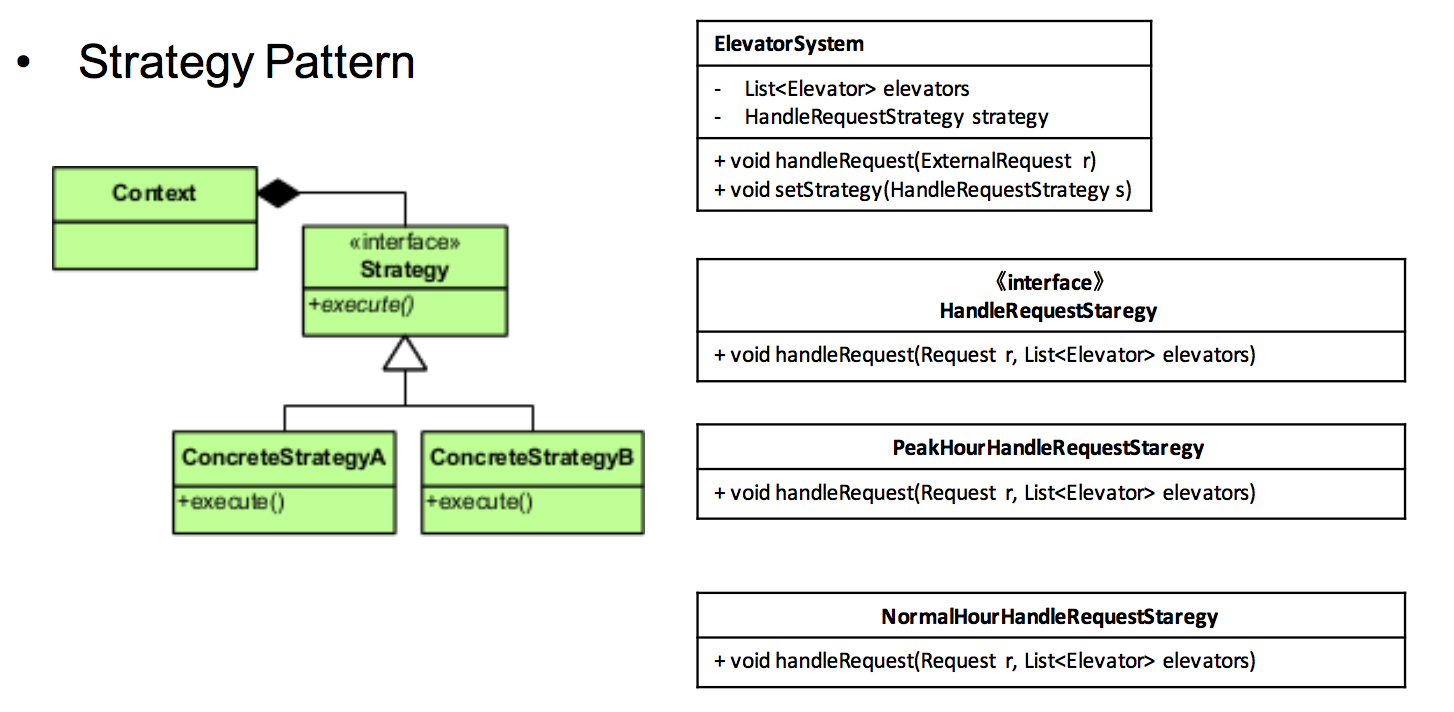 • Strategy Pattern
Context
«interface»
Strategy
+execute()
ConcreteStrategyA
+execute()
ConcreteStrategyB
+execute()
ElevatorSystem
- List<Elevator> elevators
- HandleRequestStrategy strategy
+ void handleRequest(ExternalRequest r)
+ void setStrategy(HandleRequestStrategy s)
《interface》
HandleRequestStaregy
+ void handleRequest(Request r, List<Elevator> elevators)
PeakHourHandleRequestStaregy
+ void handleRequest(Request r, List<Elevator> elevators)
NormalHourHandleRequestStaregy
+ void handleRequest(Request r, List<Elevator> elevators)